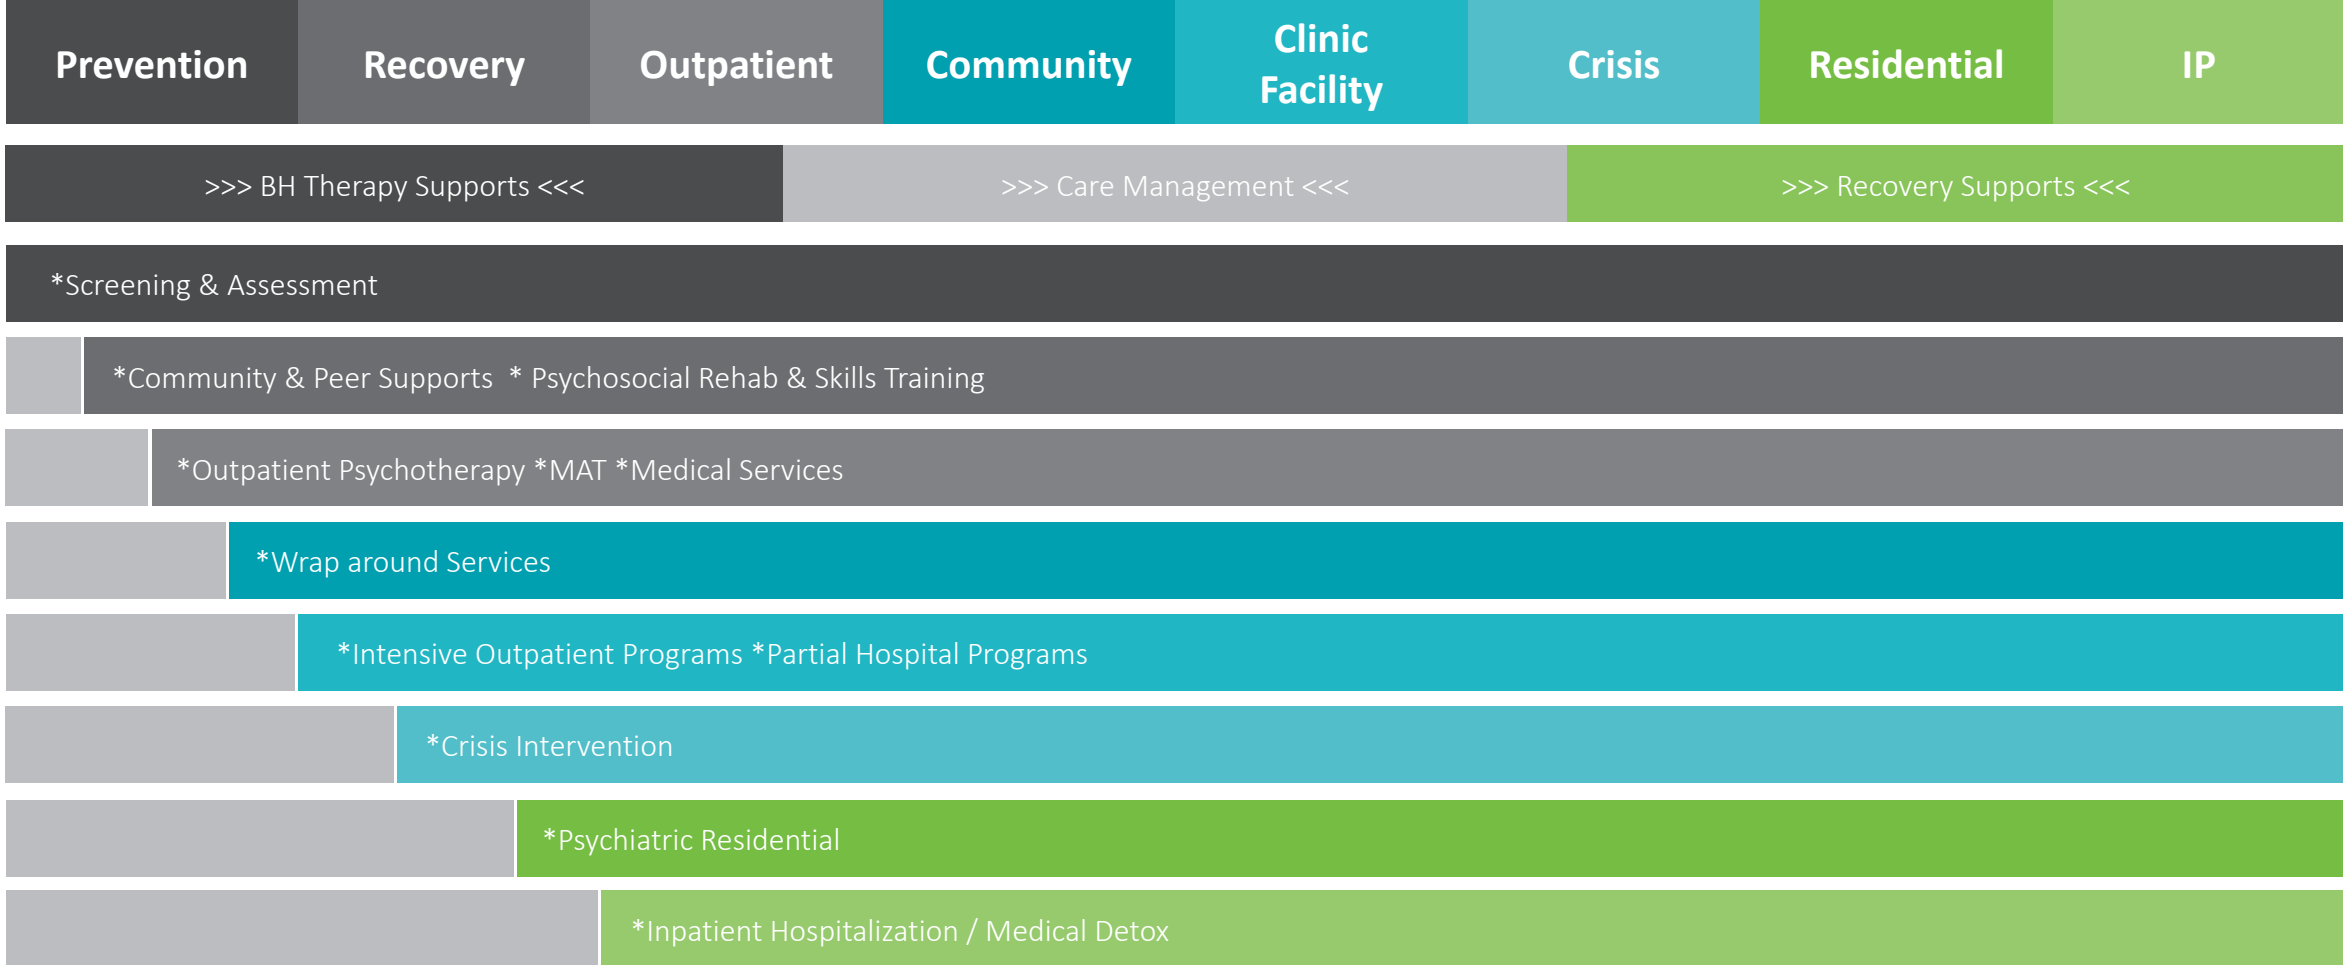 Prevention
Recovery
Outpatient
Community
Clinic
Facility
Crisis
Residential
IP
>>> BH Therapy Supports <<<
>>> Care Management <<<
>>> Recovery Supports <<<
*Screening & Assessment
*Community & Peer Supports * Psychosocial Rehab & Skills Training
*Outpatient Psychotherapy *MAT *Medical Services
*Wrap around Services
*Intensive Outpatient Programs *Partial Hospital Programs
*Crisis Intervention
*Psychiatric Residential
*Inpatient Hospitalization / Medical Detox